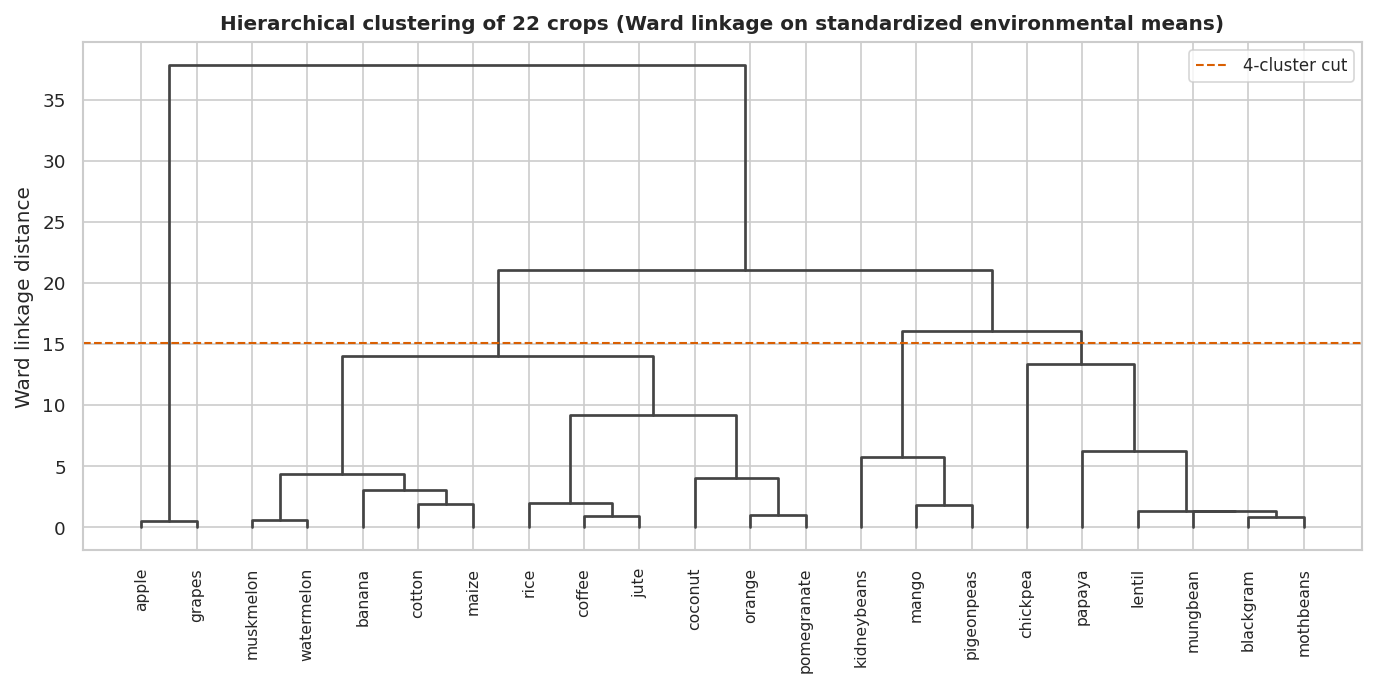 Hierarchical clustering of 22 crops (Ward linkage on standardized environmental means)
4-cluster cut
Ward linkage distance
35
30
25
20
15
10
5
0
apple
grapes
muskmelon
watermelon
banana
cotton
maize
rice
coffee
jute
coconut
orange
pomegranate
kidneybeans
mango
pigeonpeas
chickpea
papaya
lentil
mungbean
blackgram
mothbeans